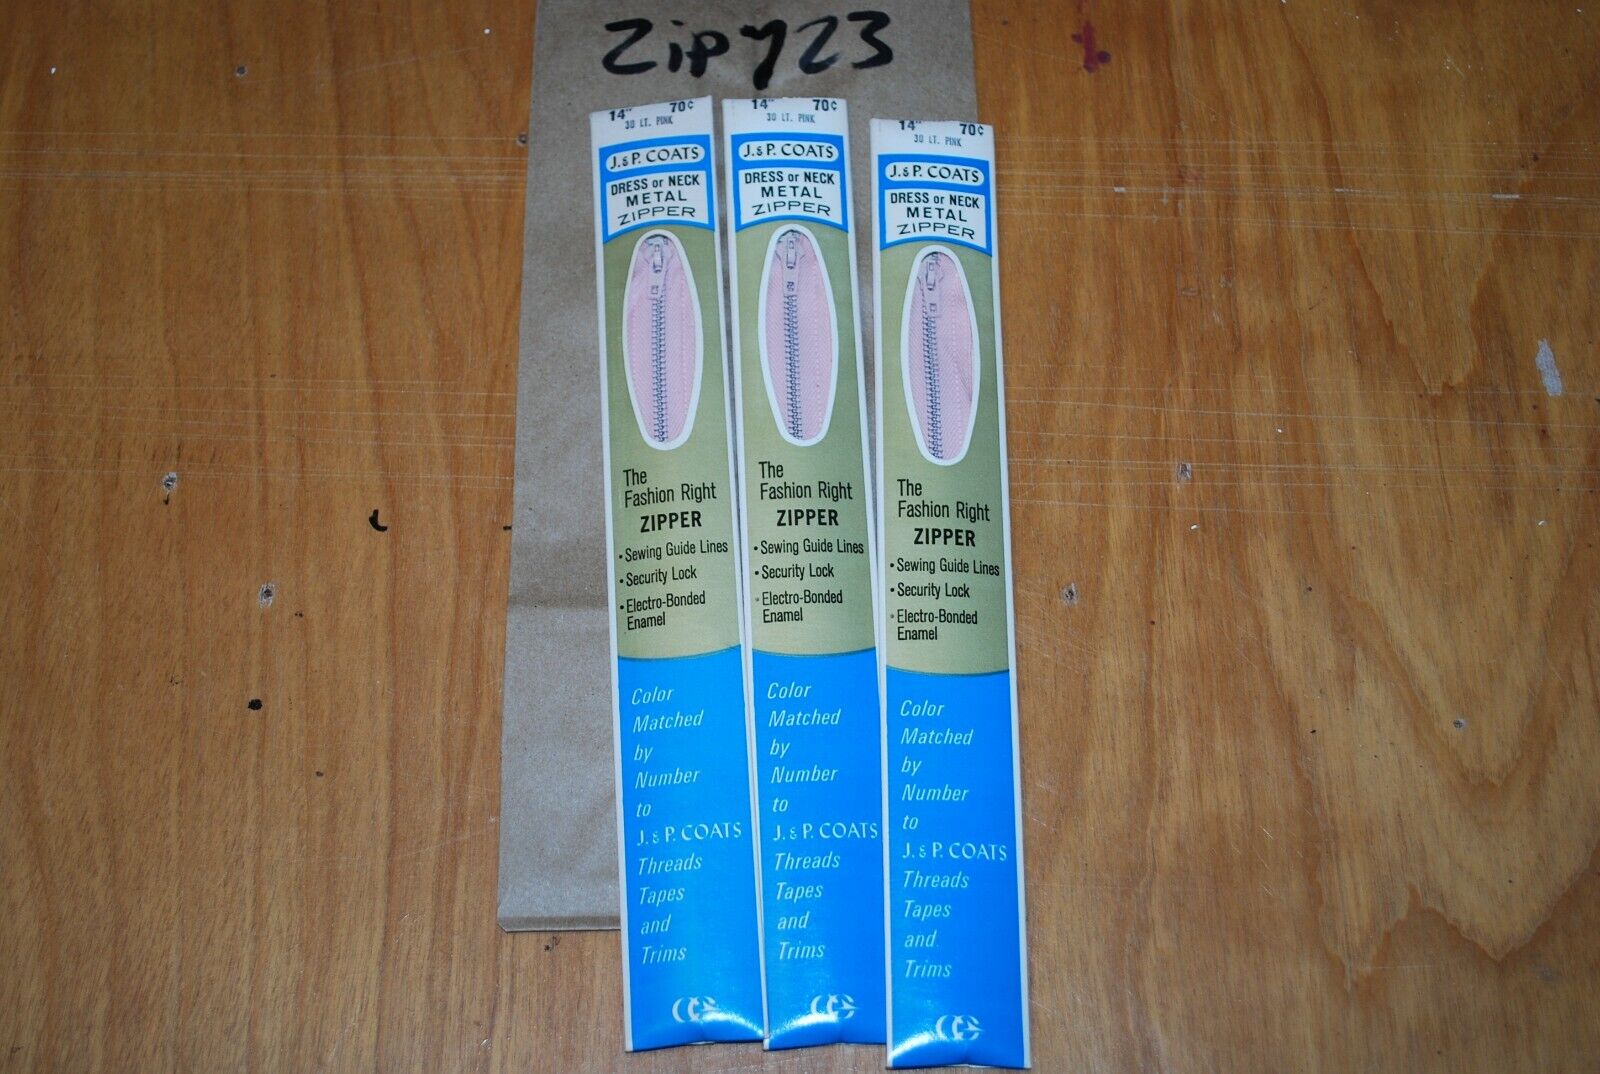 Zipy23
14" 70¢
30 LT. PINK
J. & P. COATS
DRESS or NECK
METAL
ZIPPER
The
Fashion Right
ZIPPER
• Sewing Guide Lines
• Security Lock
• Electro-Bonded
Enamel
Color
Matched
by
Number
to
J. & P. COATS
Threads
Tapes
and
Trims
14" 70¢
30 LT. PINK
J. & P. COATS
DRESS or NECK
METAL
ZIPPER
The
Fashion Right
ZIPPER
• Sewing Guide Lines
• Security Lock
• Electro-Bonded
Enamel
Color
Matched
by
Number
to
J. & P. COATS
Threads
Tapes
and
Trims
14" 70¢
30 LT. PINK
J. & P. COATS
DRESS or NECK
METAL
ZIPPER
The
Fashion Right
ZIPPER
• Sewing Guide Lines
• Security Lock
• Electro-Bonded
Enamel
Color
Matched
by
Number
to
J. & P. COATS
Threads
Tapes
and
Trims